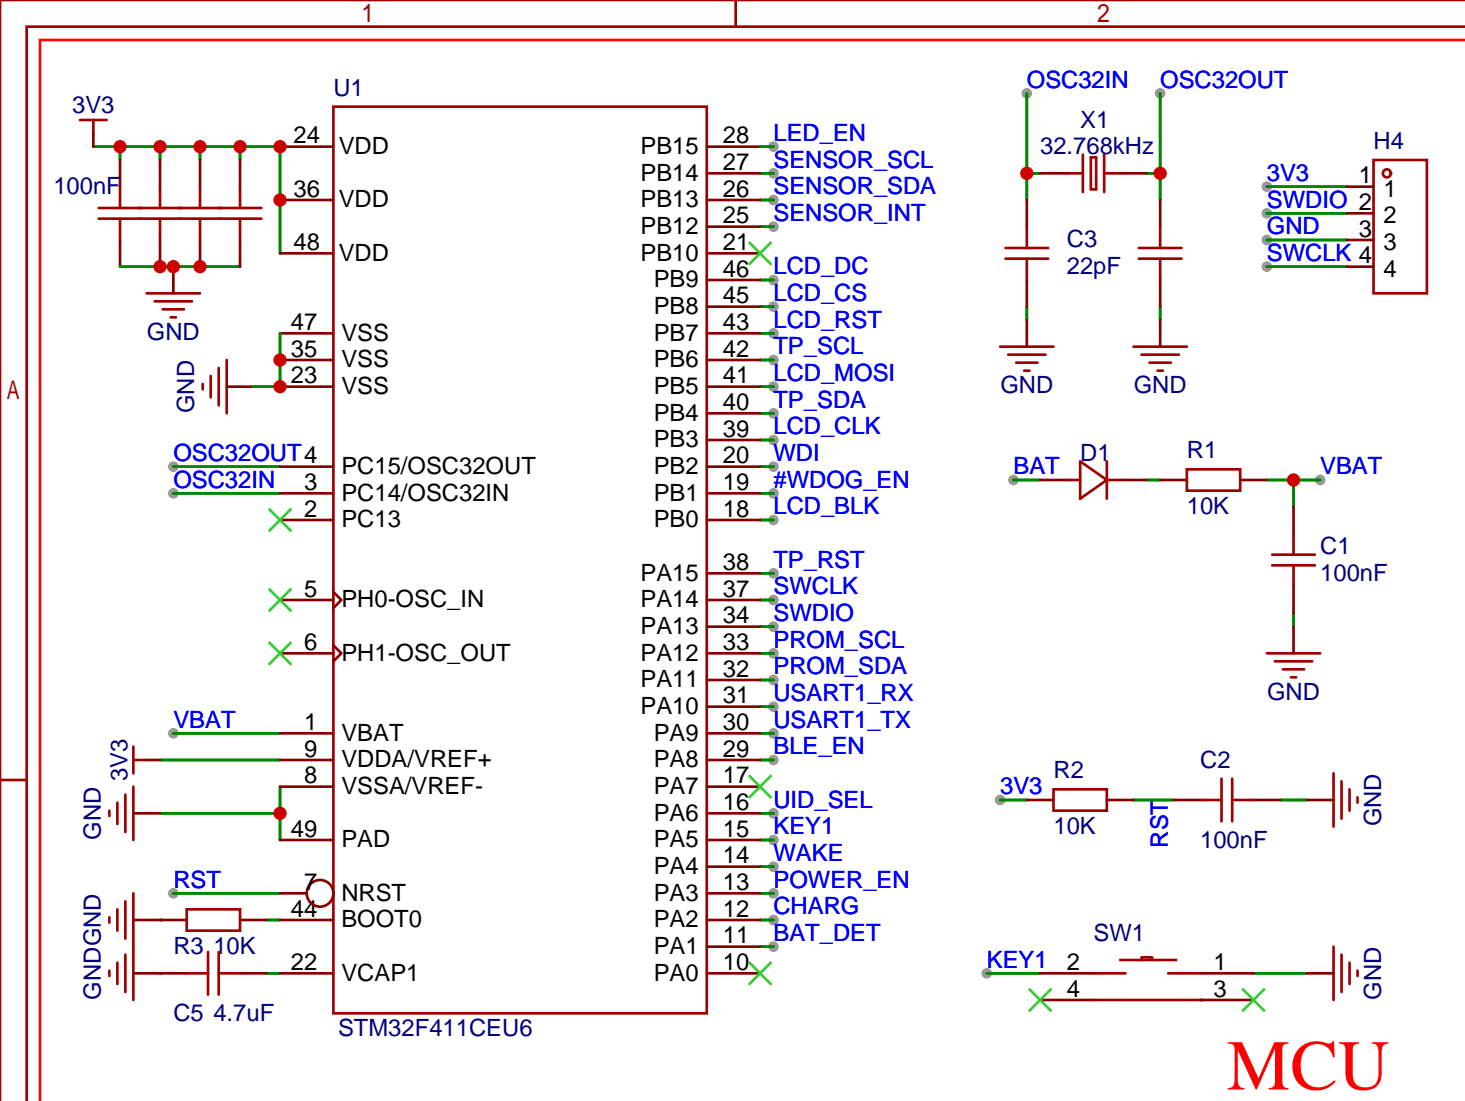 1
2
A
U1
3V3
100nF
GND
24 VDD
36 VDD
48 VDD
47 VSS
35 VSS
23 VSS
GND
OSC32OUT 4 PC15/OSC32OUT
OSC32IN 3 PC14/OSC32IN
2 PC13
5 PH0-OSC_IN
6 PH1-OSC_OUT
VBAT 1 VBAT
3V3 9 VDDA/VREF+
8 VSSA/VREF-
GND
49 PAD
RST 7 NRST
GND 44 BOOT0
R3 10K
GND 22 VCAP1
C5 4.7uF
STM32F411CEU6
PB15 28 LED_EN
PB14 27 SENSOR_SCL
PB13 26 SENSOR_SDA
PB12 25 SENSOR_INT
PB10 21
PB9 46 LCD_DC
PB8 45 LCD_CS
PB7 43 LCD_RST
PB6 42 TP_SCL
PB5 41 LCD_MOSI
PB4 40 TP_SDA
PB3 39 LCD_CLK
PB2 20 WDI
PB1 19 #WDOG_EN
PB0 18 LCD_BLK
PA15 38 TP_RST
PA14 37 SWCLK
PA13 34 SWDIO
PA12 33 PROM_SCL
PA11 32 PROM_SDA
PA10 31 USART1_RX
PA9 30 USART1_TX
PA8 29 BLE_EN
PA7 17
PA6 16 UID_SEL
PA5 15 KEY1
PA4 14 WAKE
PA3 13 POWER_EN
PA2 12 CHARG
PA1 11 BAT_DET
PA0 10
OSC32IN OSC32OUT
X1
32.768kHz
C3
22pF
GND GND
H4
3V3 1 1
SWDIO 2 2
GND 3 3
SWCLK 4 4
BAT D1 R1 VBAT
10K
C1
100nF
GND
3V3 R2 C2 GND
10K RST 100nF
SW1
KEY1 2 1 GND
4 3
MCU